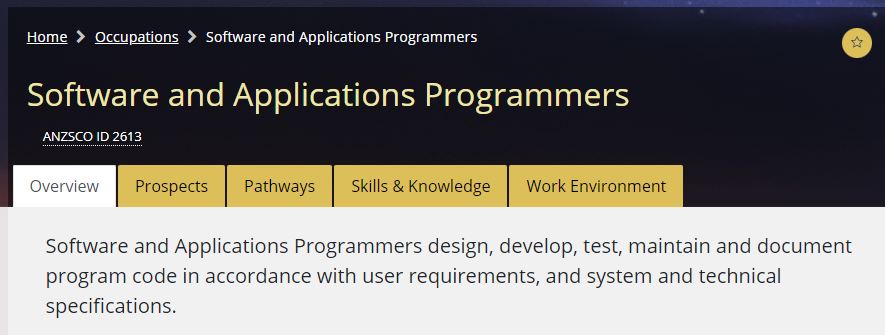 Home > Occupations > Software and Applications Programmers
Software and Applications Programmers
ANZSCO ID 2613
Overview Prospects Pathways Skills & Knowledge Work Environment
Software and Applications Programmers design, develop, test, maintain and document
program code in accordance with user requirements, and system and technical
specifications.